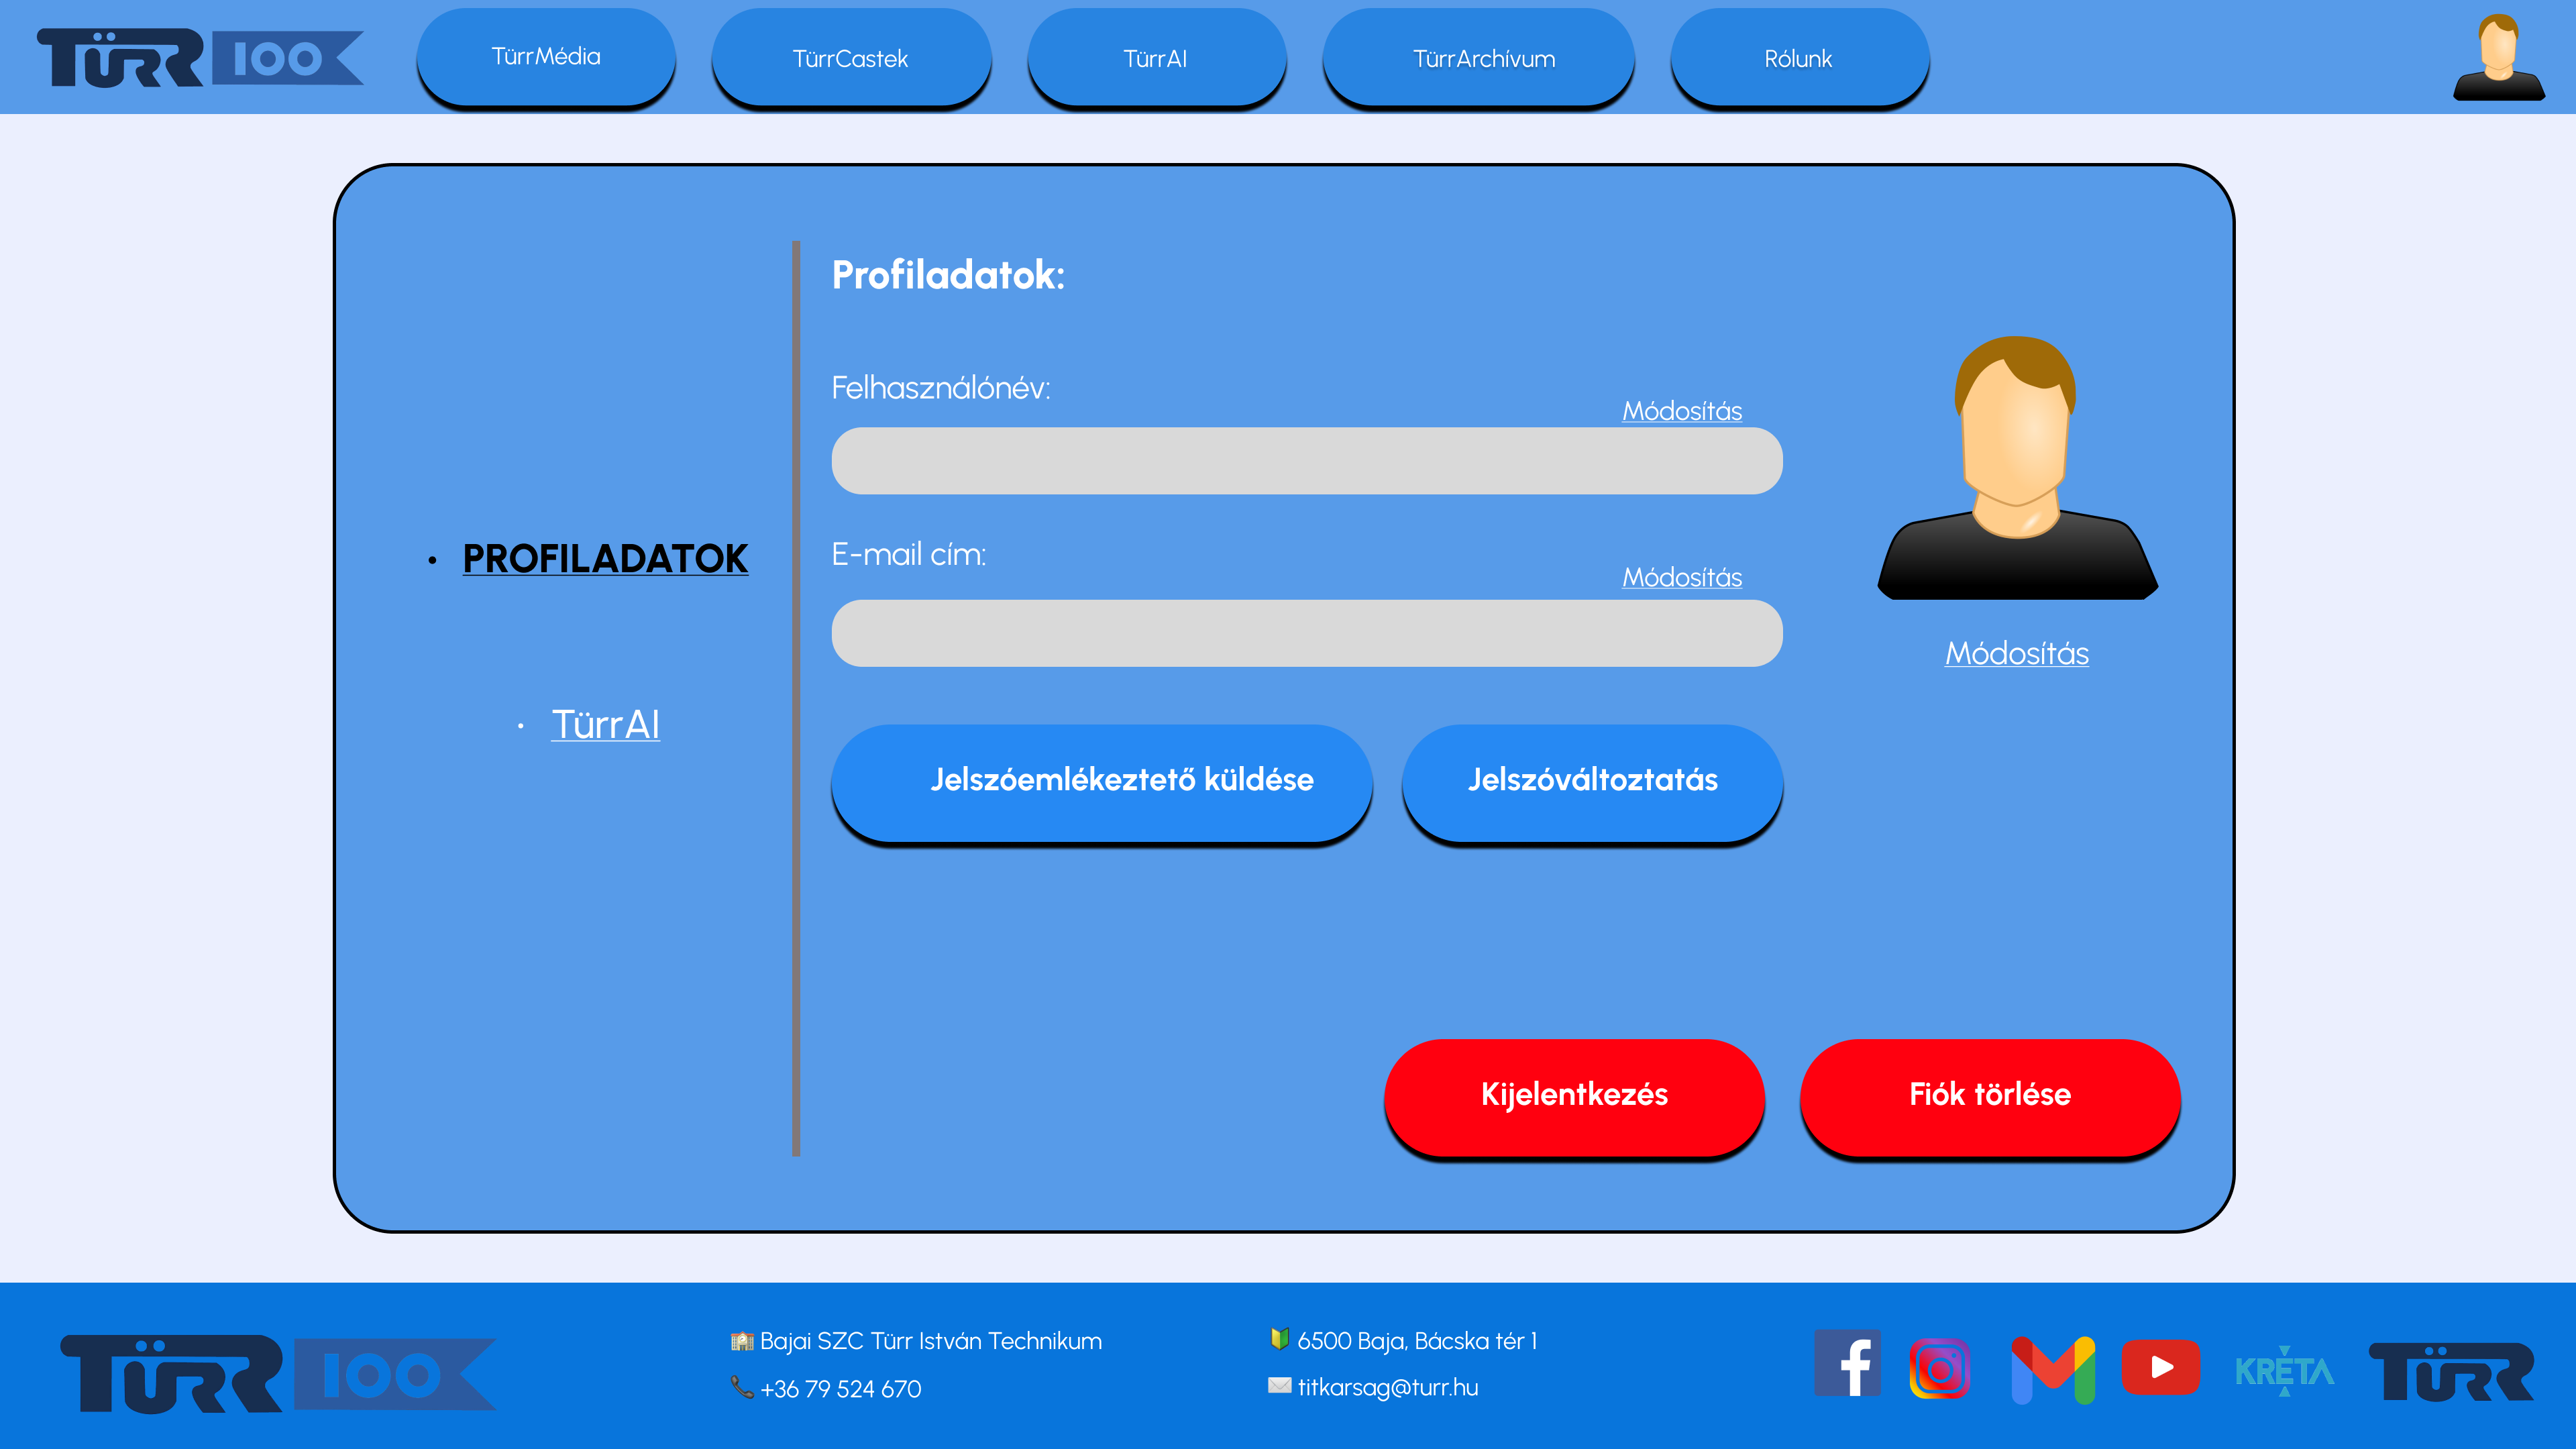 TÜRR 100
TürrMédia
TürrCastek
TürrAI
TürrArchívum
Rólunk
Profiladatok:
Felhasználónév:
Módosítás
E-mail cím:
Módosítás
Módosítás
• PROFILADATOK
• TürrAI
Jelszóemlékeztető küldése
Jelszóváltoztatás
Kijelentkezés
Fiók törlése
TÜRR 100
Bajai SZC Türr István Technikum
+36 79 524 670
6500 Baja, Bácska tér 1
titkarsag@turr.hu
f
KRÉTA
TÜRR